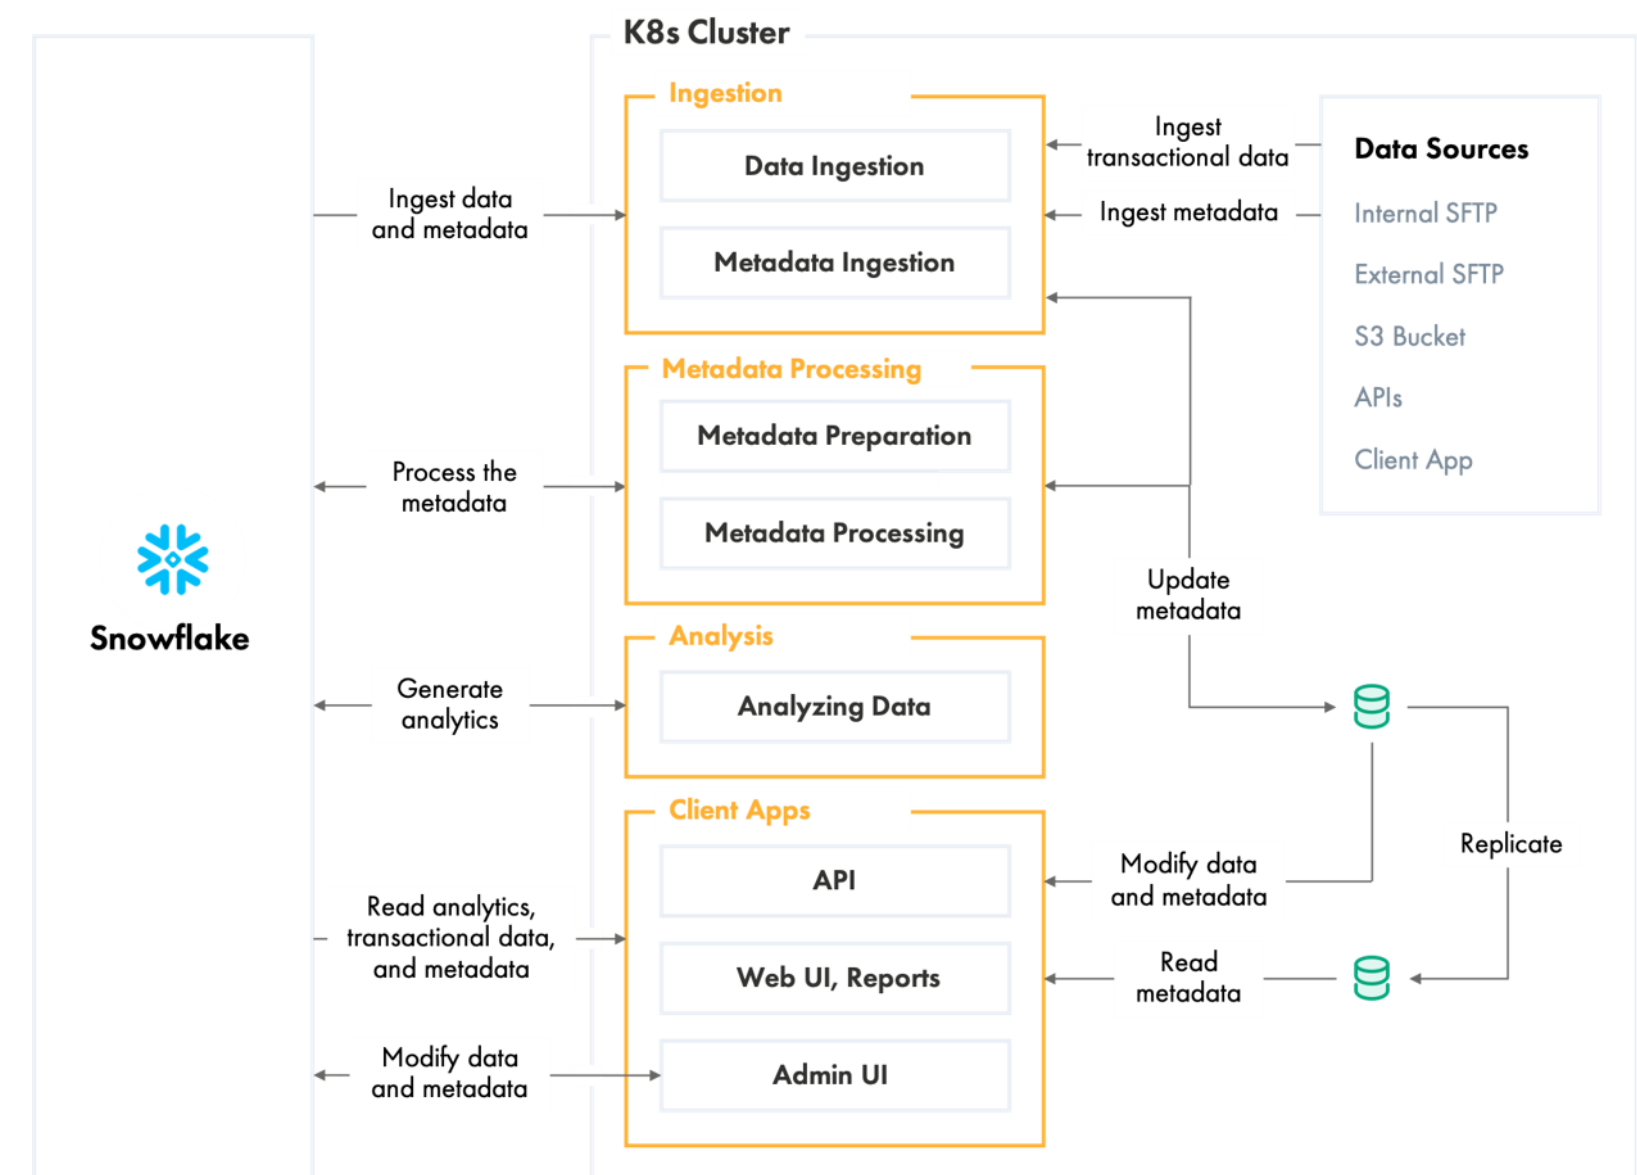 K8s Cluster
Ingestion
Data Ingestion
Metadata Ingestion
Ingest data
and metadata
Ingest
transactional data
Ingest metadata
Data Sources
Internal SFTP
External SFTP
S3 Bucket
APIs
Client App
Metadata Processing
Metadata Preparation
Metadata Processing
Process the
metadata
Update
metadata
Snowflake
Analysis
Analyzing Data
Generate
analytics
Client Apps
API
Web UI, Reports
Admin UI
Read analytics,
transactional data,
and metadata
Modify data
and metadata
Modify data
and metadata
Read
metadata
Replicate